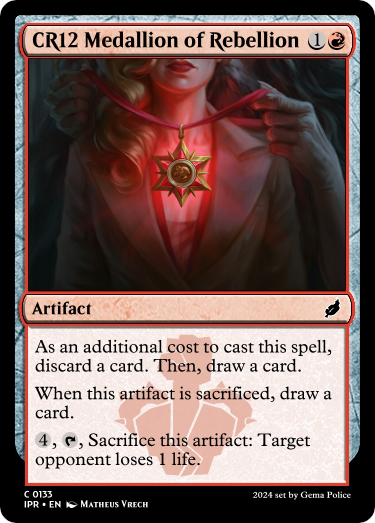 CR12 Medallion of Rebellion 1
Artifact
As an additional cost to cast this spell,
discard a card. Then, draw a card.
When this artifact is sacrificed, draw a
card.
4, , Sacrifice this artifact: Target
opponent loses 1 life.
C 0133
IPR • EN Matheus Vrech
2024 set by Gema Police